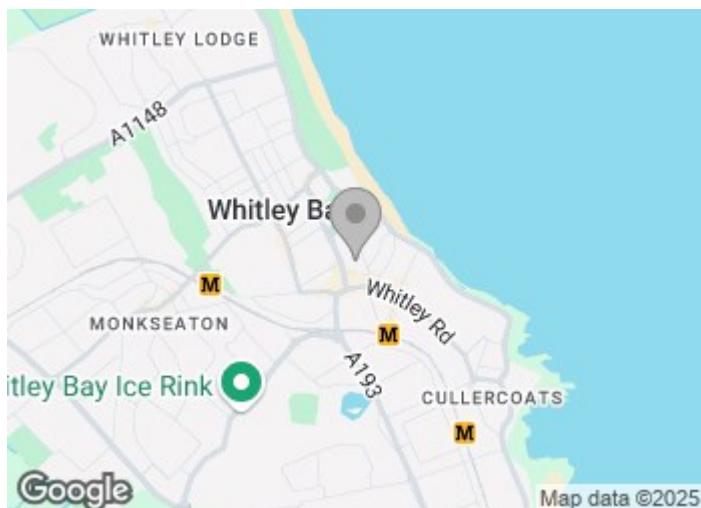 WHITLEY LODGE
A1148
Whitley Ba
M
Whitley Rd
MONKSEATON
M
A193
itley Bay Ice Rink
CULLERCOATS
M
Google
Map data ©2025